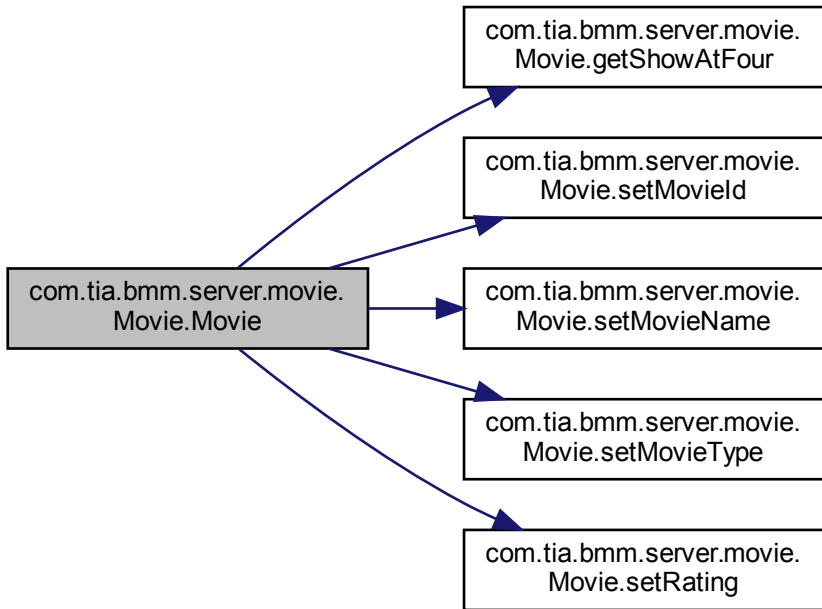 com.tia.bmm.server.movie.
Movie.getShowAtFour
com.tia.bmm.server.movie.
Movie.setMovieId
com.tia.bmm.server.movie.
Movie.Movie
com.tia.bmm.server.movie.
Movie.setMovieName
com.tia.bmm.server.movie.
Movie.setMovieType
com.tia.bmm.server.movie.
Movie.setRating